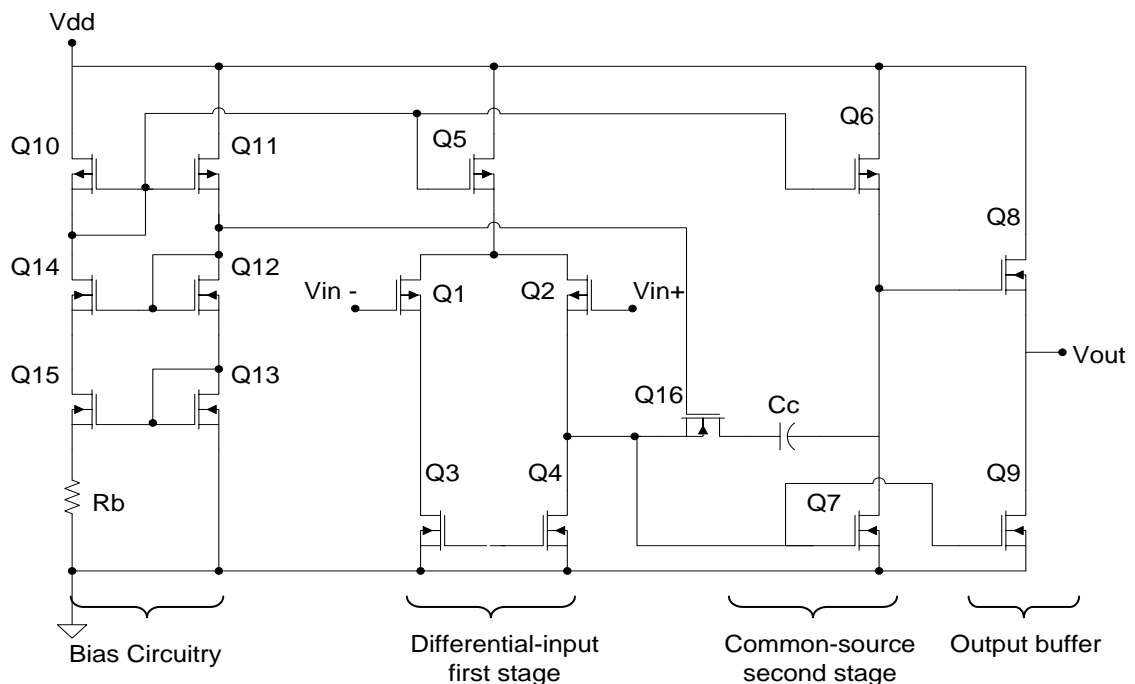 Vdd
Q10
Q11
Q5
Q6
Q8
Q14
Q12
Vin -
Q1
Q2
Vin+
Vout
Q15
Q13
Q16
Cc
Rb
Q3
Q4
Q7
Q9
Bias Circuitry
Differential-input
first stage
Common-source
second stage
Output buffer